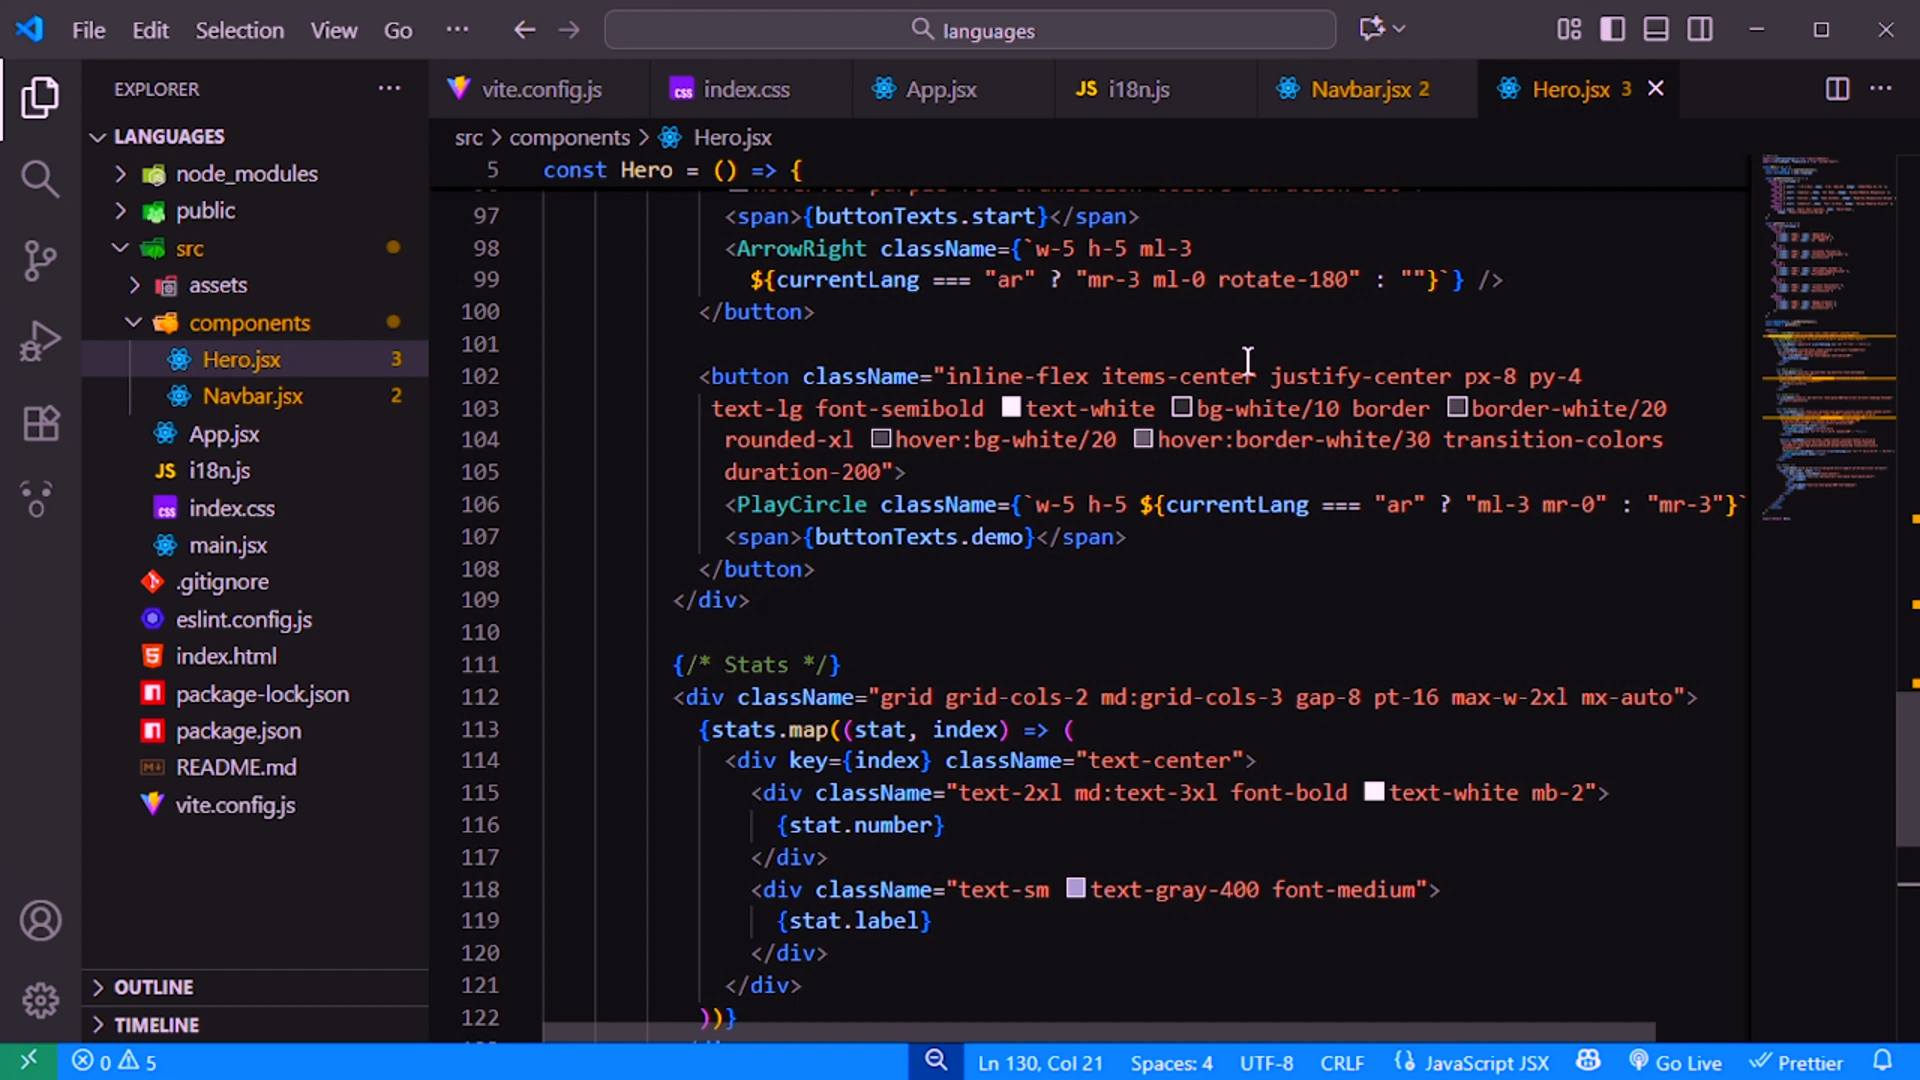 File Edit Selection View Go ··· languages
EXPLORER ···
vite.config.js
index.css
App.jsx
JS i18n.js
Navbar.jsx 2
Hero.jsx 3
src > components > Hero.jsx
LANGUAGES
node_modules
public
src
assets
components
Hero.jsx 3
Navbar.jsx 2
App.jsx
JS i18n.js
index.css
main.jsx
.gitignore
eslint.config.js
index.html
package-lock.json
package.json
README.md
vite.config.js
OUTLINE
TIMELINE
5 const Hero = () => {
97 <span>{buttonTexts.start}</span>
98 <ArrowRight className={`w-5 h-5 ml-3
99 ${currentLang === "ar" ? "mr-3 ml-0 rotate-180" : ""}`} />
100 </button>
101
102 <button className="inline-flex items-center justify-center px-8 py-4
103 text-lg font-semibold text-white bg-white/10 border border-white/20
104 rounded-xl hover:bg-white/20 hover:border-white/30 transition-colors
105 duration-200">
106 <PlayCircle className={`w-5 h-5 ${currentLang === "ar" ? "ml-3 mr-0" : "mr-3"}`
107 <span>{buttonTexts.demo}</span>
108 </button>
109 </div>
110
111 {/* Stats */}
112 <div className="grid grid-cols-2 md:grid-cols-3 gap-8 pt-16 max-w-2xl mx-auto">
113 {stats.map((stat, index) => (
114 <div key={index} className="text-center">
115 <div className="text-2xl md:text-3xl font-bold text-white mb-2">
116 {stat.number}
117 </div>
118 <div className="text-sm text-gray-400 font-medium">
119 {stat.label}
120 </div>
121 </div>
122 ))}
0 5 Ln 130, Col 21 Spaces: 4 UTF-8 CRLF JavaScript JSX Go Live Prettier